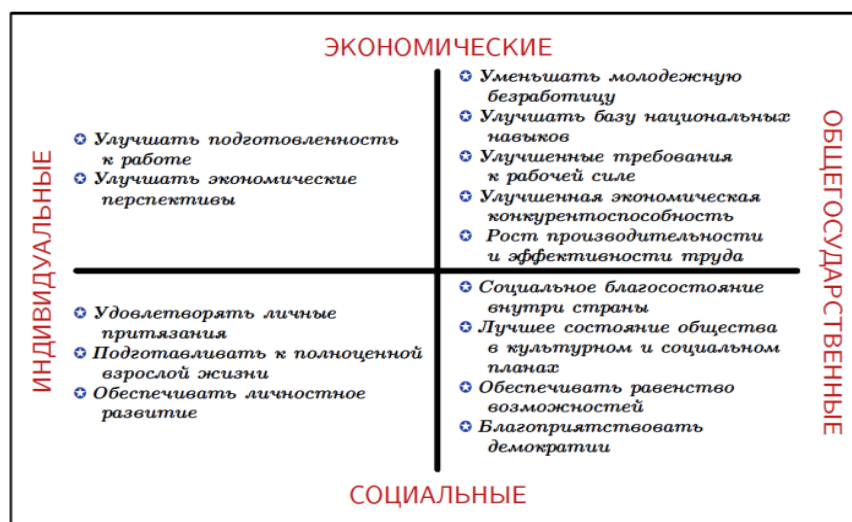 ЭКОНОМИЧЕСКИЕ
ИНДИВИДУАЛЬНЫЕ
✪ Улучшать подготовленность
к работе
✪ Улучшать экономические
перспективы
✪ Уменьшать молодежную
безработицу
✪ Улучшать базу национальных
навыков
✪ Улучшенные требования
к рабочей силе
✪ Улучшенная экономическая
конкурентоспособность
✪ Рост производительности
и эффективности труда
ОБЩЕГОСУДАРСТВЕННЫЕ
✪ Удовлетворять личные
притязания
✪ Подготавливать к полноценной
взрослой жизни
✪ Обеспечивать личностное
развитие
✪ Социальное благосостояние
внутри страны
✪ Лучшее состояние общества
в культурном и социальном
планах
✪ Обеспечивать равенство
возможностей
✪ Благоприятствовать
демократии
СОЦИАЛЬНЫЕ